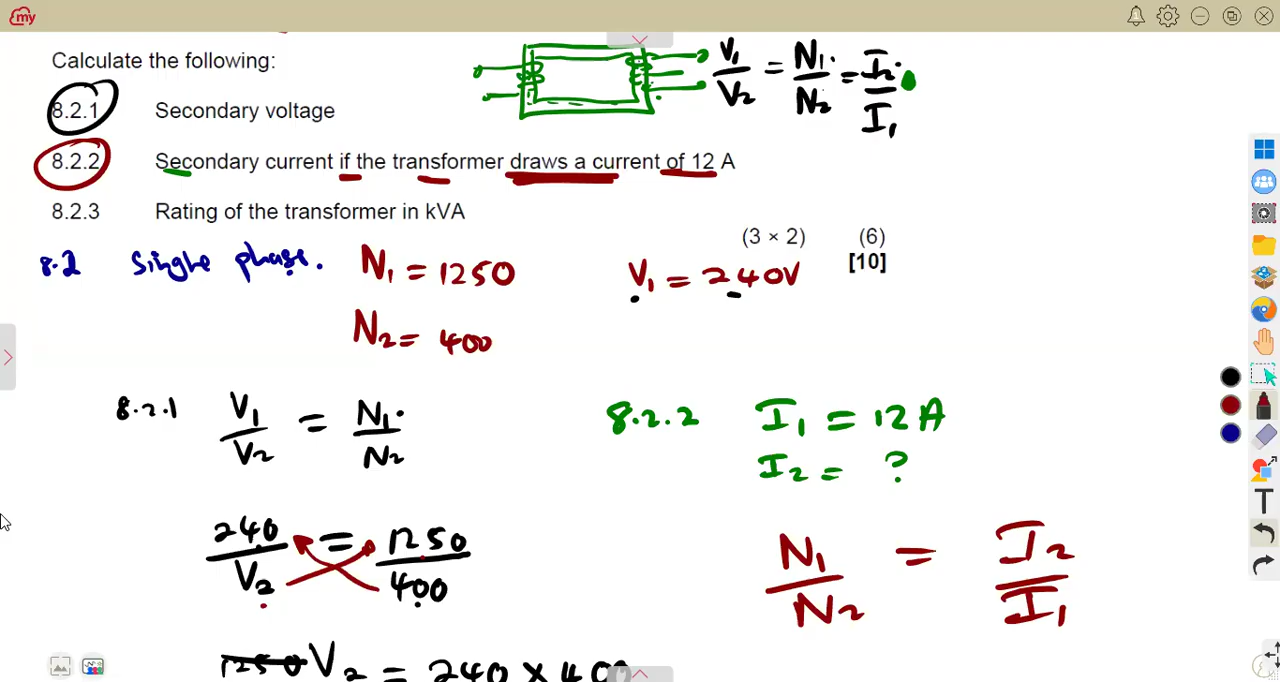 my
Calculate the following:
V1/V2 = N1/N2 = I2/I1
8.2.1 Secondary voltage
8.2.2 Secondary current if the transformer draws a current of 12 A
8.2.3 Rating of the transformer in kVA
(3 × 2) (6)
[10]
8.2 Single phase. N1 = 1250 V1 = 240V
N2 = 400
8.2.1 V1/V2 = N1/N2
8.2.2 I1 = 12A
I2 = ?
240/V2 = 1250/400
N1/N2 = I2/I1
1250 V2 = 240 × 400